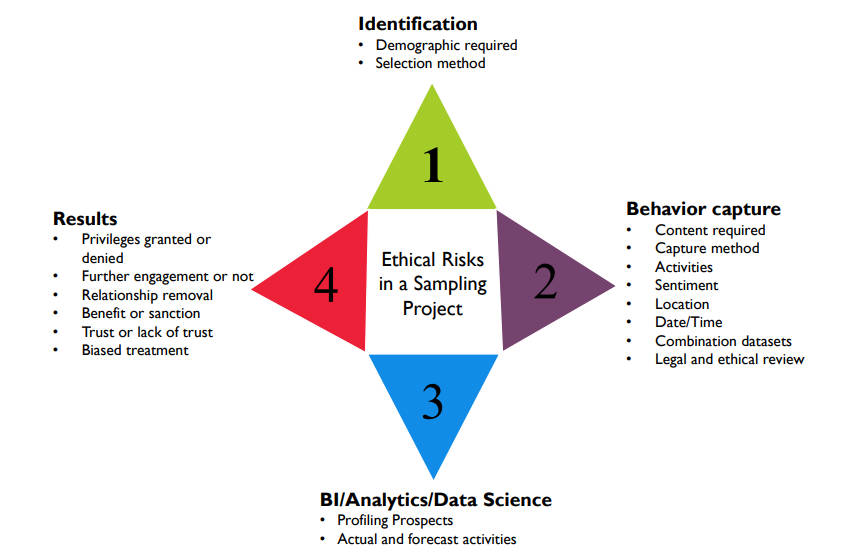 Identification
• Demographic required
• Selection method
1
Results
• Privileges granted or
denied
• Further engagement or not
• Relationship removal
• Benefit or sanction
• Trust or lack of trust
• Biased treatment
4
Ethical Risks
in a Sampling
Project
2
Behavior capture
• Content required
• Capture method
• Activities
• Sentiment
• Location
• Date/Time
• Combination datasets
• Legal and ethical review
3
BI/Analytics/Data Science
• Profiling Prospects
• Actual and forecast activities